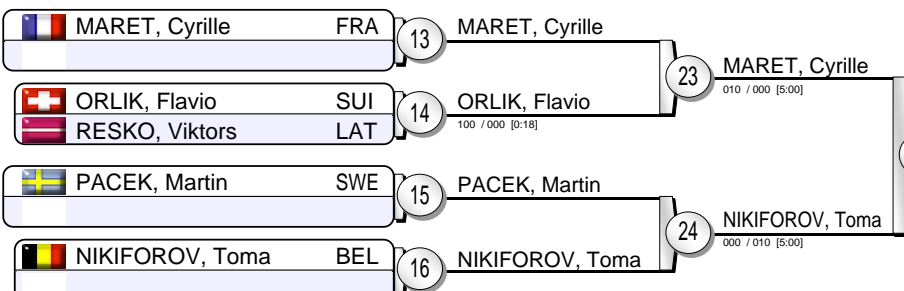 MARET, Cyrille FRA
13
MARET, Cyrille
ORLIK, Flavio SUI
RESKO, Viktors LAT
14
ORLIK, Flavio
100 / 000 [0:18]
23
MARET, Cyrille
010 / 000 [5:00]
PACEK, Martin SWE
15
PACEK, Martin
NIKIFOROV, Toma BEL
16
NIKIFOROV, Toma
24
NIKIFOROV, Toma
000 / 010 [5:00]